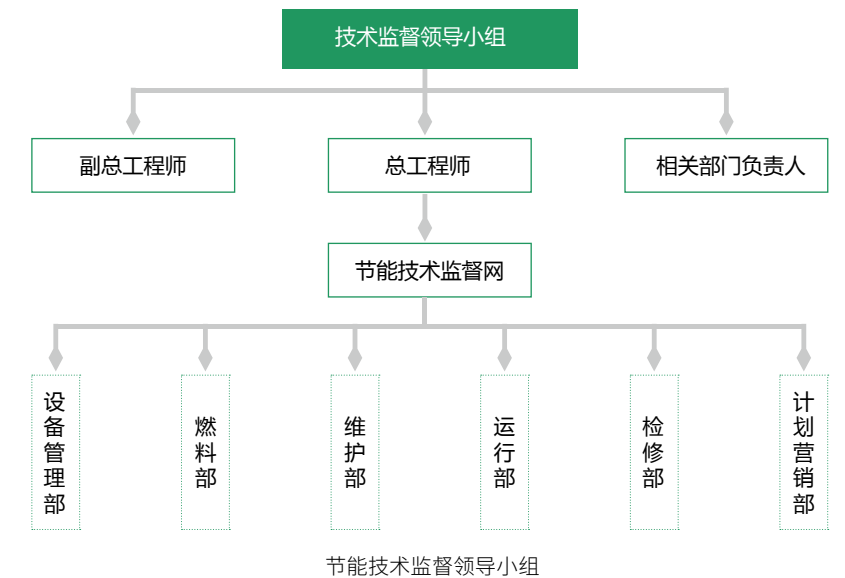 技术监督领导小组
副总工程师
总工程师
相关部门负责人
节能技术监督网
设备管理部
燃料部
维护部
运行部
检修部
计划营销部
节能技术监督领导小组